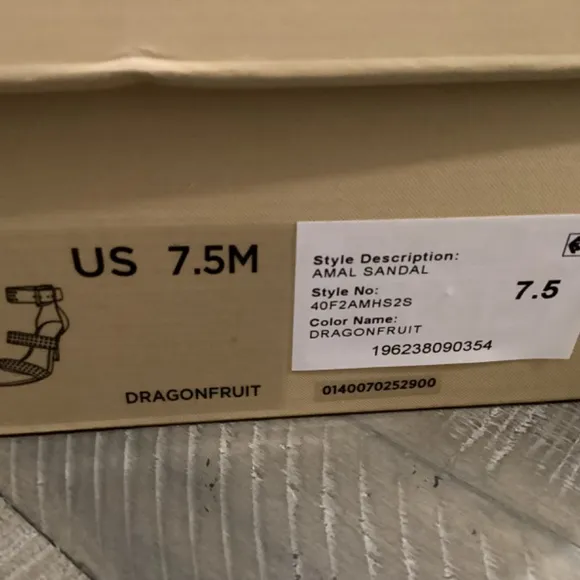 US 7.5M
DRAGONFRUIT
Style Description:
AMAL SANDAL
Style No:
40F2AMHS2S
7.5
Color Name:
DRAGONFRUIT
196238090354
0140070252900